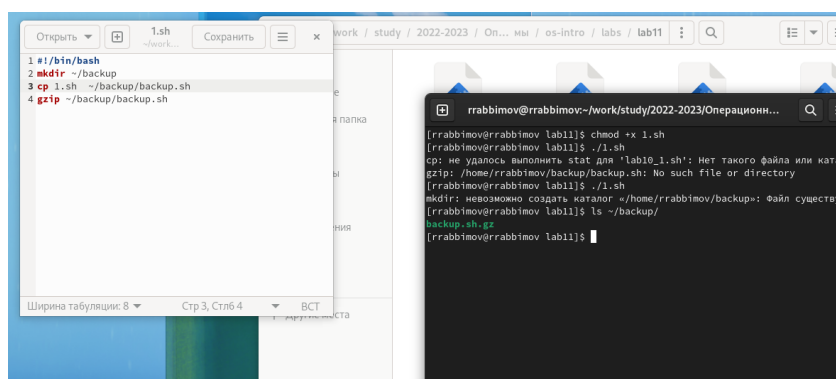 Открыть
1.sh
~/work...
Сохранить
1 #!/bin/bash
2 mkdir ~/backup
3 cp 1.sh  ~/backup/backup.sh
4 gzip ~/backup/backup.sh
Ширина табуляции: 8
Стр 3, Стлб 4
ВСТ
work / study / 2022-2023 / Оп... мы / os-intro / labs / lab11
я папка
Другие места
rrabbimov@rrabbimov:~/work/study/2022-2023/Операционн...
[rrabbimov@rrabbimov lab11]$ chmod +x 1.sh
[rrabbimov@rrabbimov lab11]$ ./1.sh
cp: не удалось выполнить stat для 'lab10_1.sh': Нет такого файла или кат
gzip: /home/rrabbimov/backup/backup.sh: No such file or directory
[rrabbimov@rrabbimov lab11]$ ./1.sh
mkdir: невозможно создать каталог «/home/rrabbimov/backup»: Файл существ
[rrabbimov@rrabbimov lab11]$ ls ~/backup/
backup.sh.gz
[rrabbimov@rrabbimov lab11]$